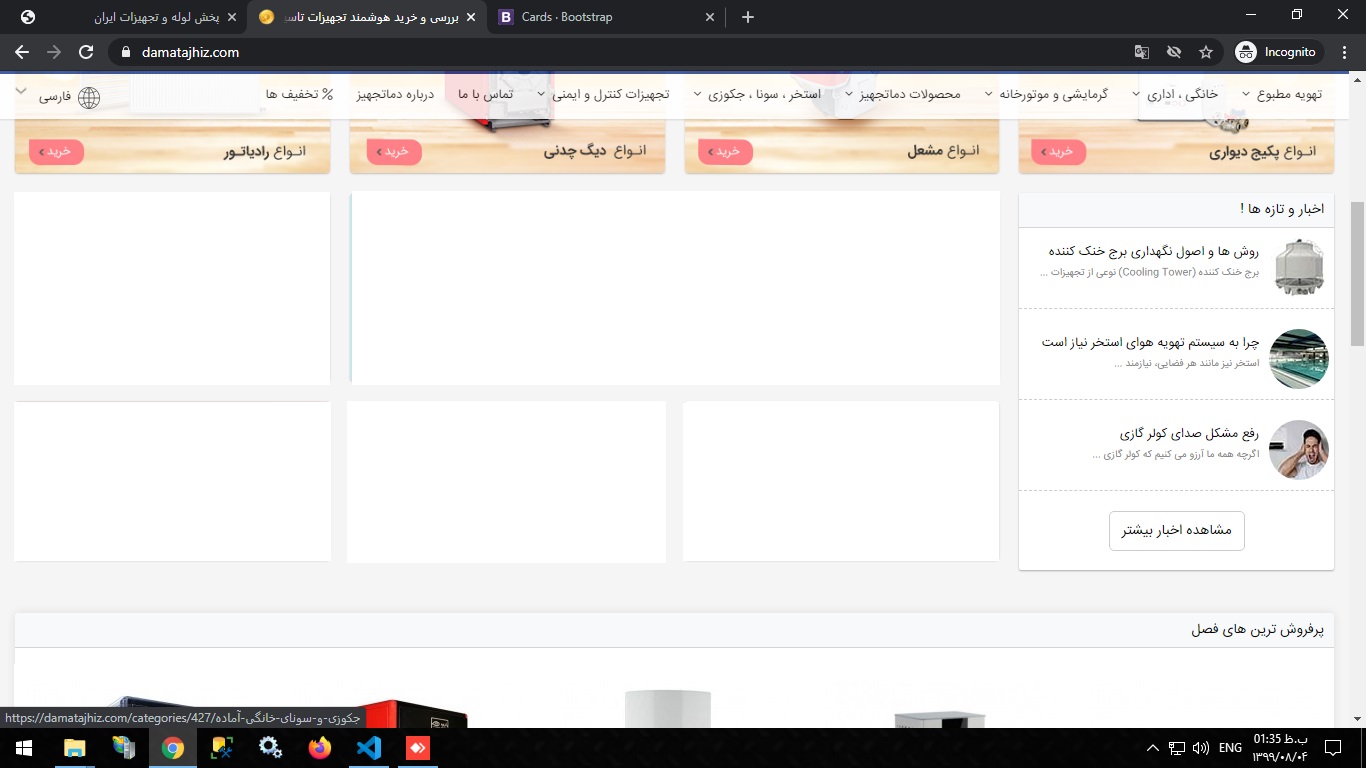 پخش لوله و تجهیزات ایران
بررسی و خرید هوشمند تجهیزات تاسی
Cards · Bootstrap
damatajhiz.com
Incognito
تهویه مطبوع
خانگی ، اداری
گرمایشی و موتورخانه
محصولات دماتجهیز
استخر ، سونا ، جکوزی
تجهیزات کنترل و ایمنی
تماس با ما
درباره دماتجهیز
% تخفیف ها
فارسی
انـواع پکیج دیواری
خرید
انـواع مشعل
خرید
انـواع دیگ چدنی
خرید
انـواع رادیاتـور
خرید
اخبار و تازه ها !
روش ها و اصول نگهداری برج خنک کننده
برج خنک کننده (Cooling Tower) نوعی از تجهیزات ...
چرا به سیستم تهویه هوای استخر نیاز است
استخر نیز مانند هر فضایی، نیازمند ...
رفع مشکل صدای کولر گازی
اگرچه همه ما آرزو می کنیم که کولر گازی ...
مشاهده اخبار بیشتر
پرفروش ترین های فصل
https://damatajhiz.com/categories/427/جکوزی-و-سونای-خانگی-آماده
ENG
01:35 ب.ظ
۱۳۹۹/۰۸/۰۴